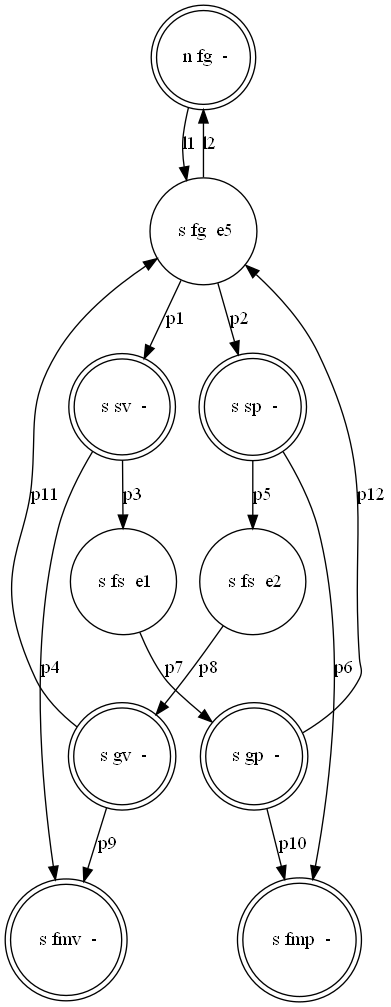 n fg -
l1
l2
s fg e5
p1
p2
s sv -
s sp -
p11
p3
p5
p12
s fs e1
s fs e2
p4
p7
p8
p6
s gv -
s gp -
p9
p10
s fmv -
s fmp -